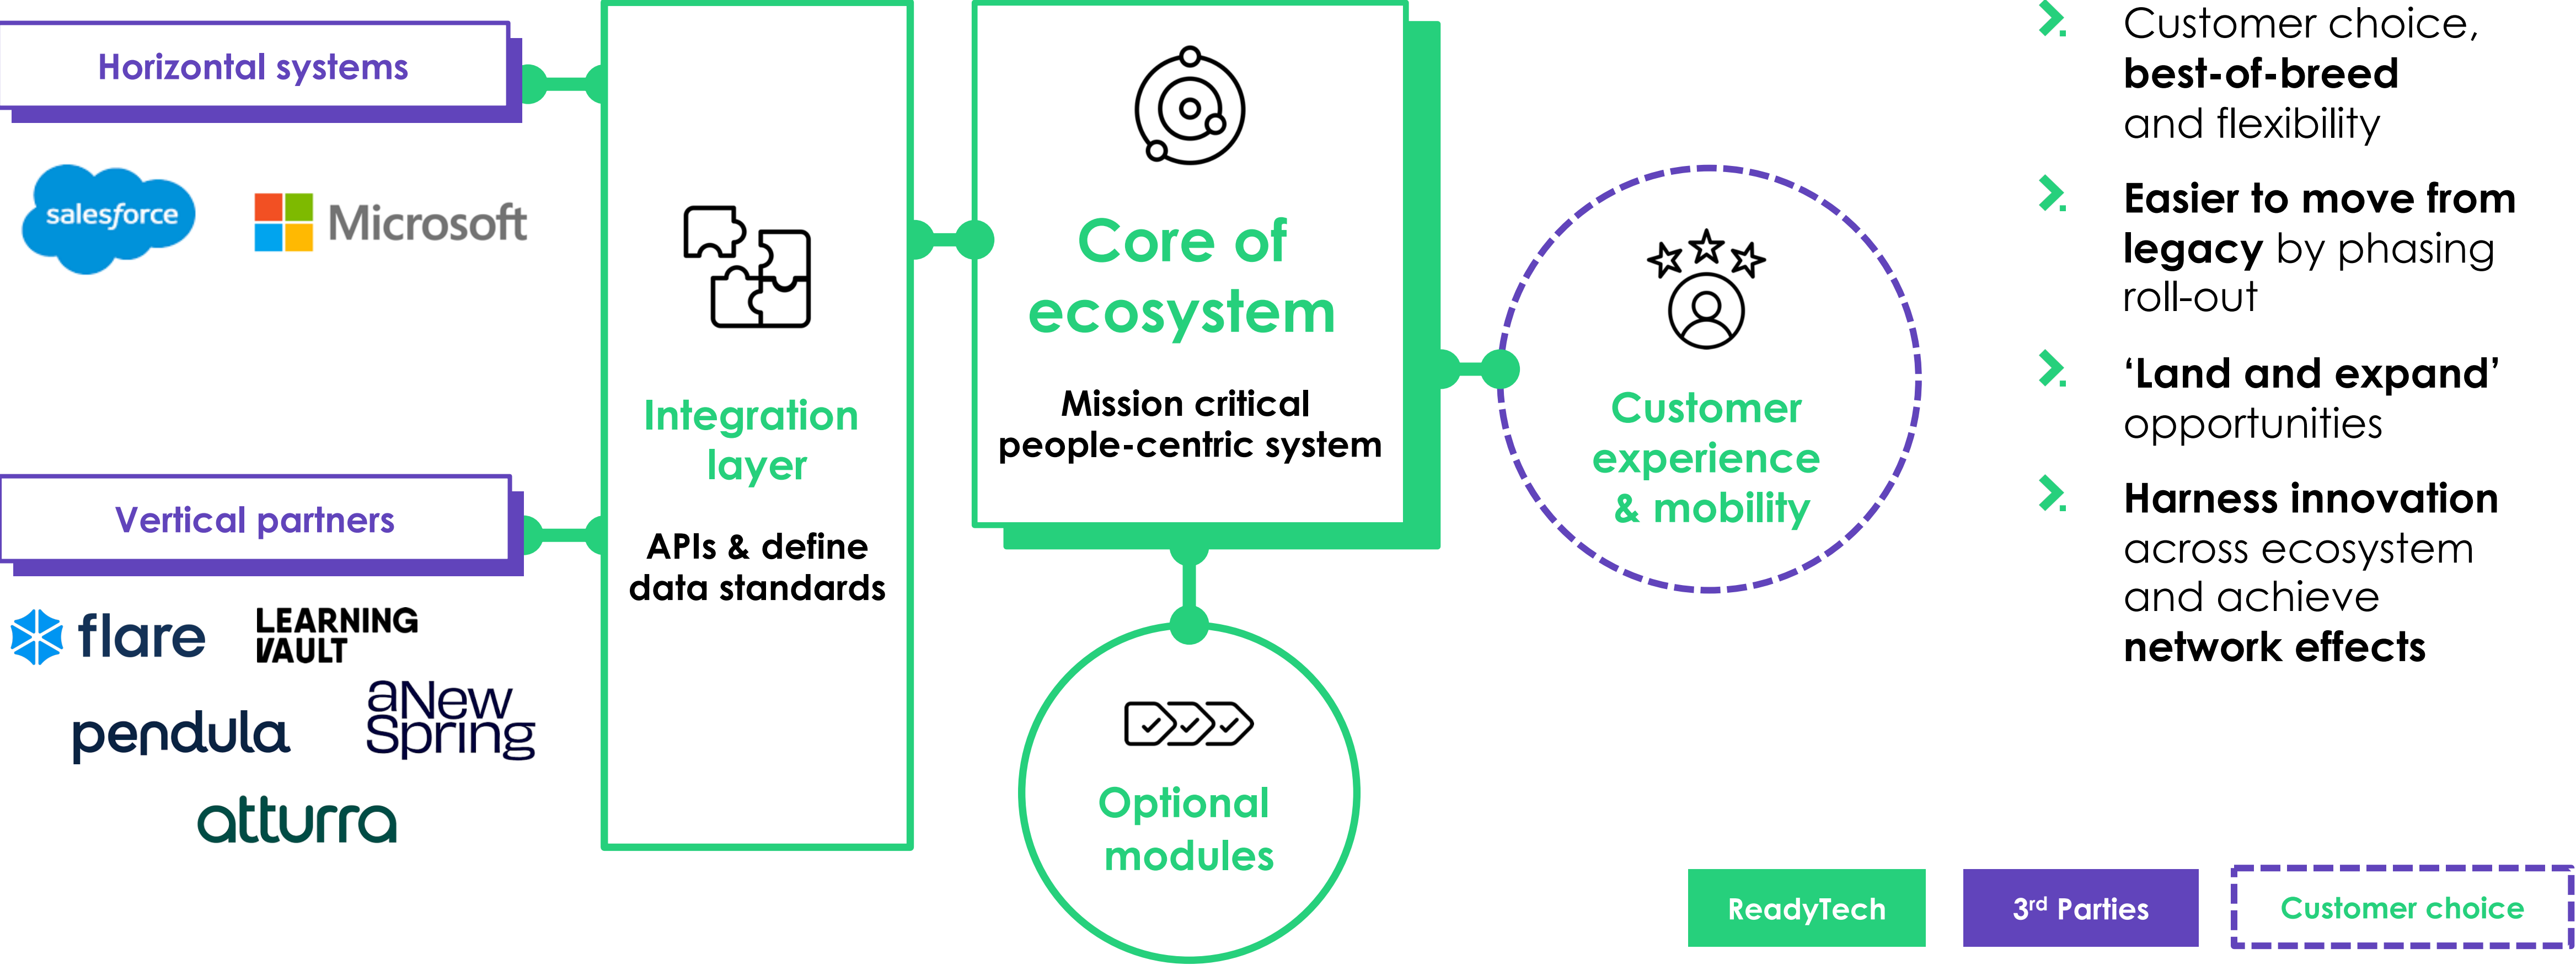 Horizontal systems
salesforce
Microsoft
Vertical partners
flare
LEARNING
VAULT
pendula
aNew
Spring
atturra
Integration
layer
APIs & define
data standards
Core of
ecosystem
Mission critical
people-centric system
Optional
modules
Customer
experience
& mobility
Customer choice,
best-of-breed
and flexibility
Easier to move from
legacy by phasing
roll-out
‘Land and expand’
opportunities
Harness innovation
across ecosystem
and achieve
network effects
ReadyTech
3rd Parties
Customer choice